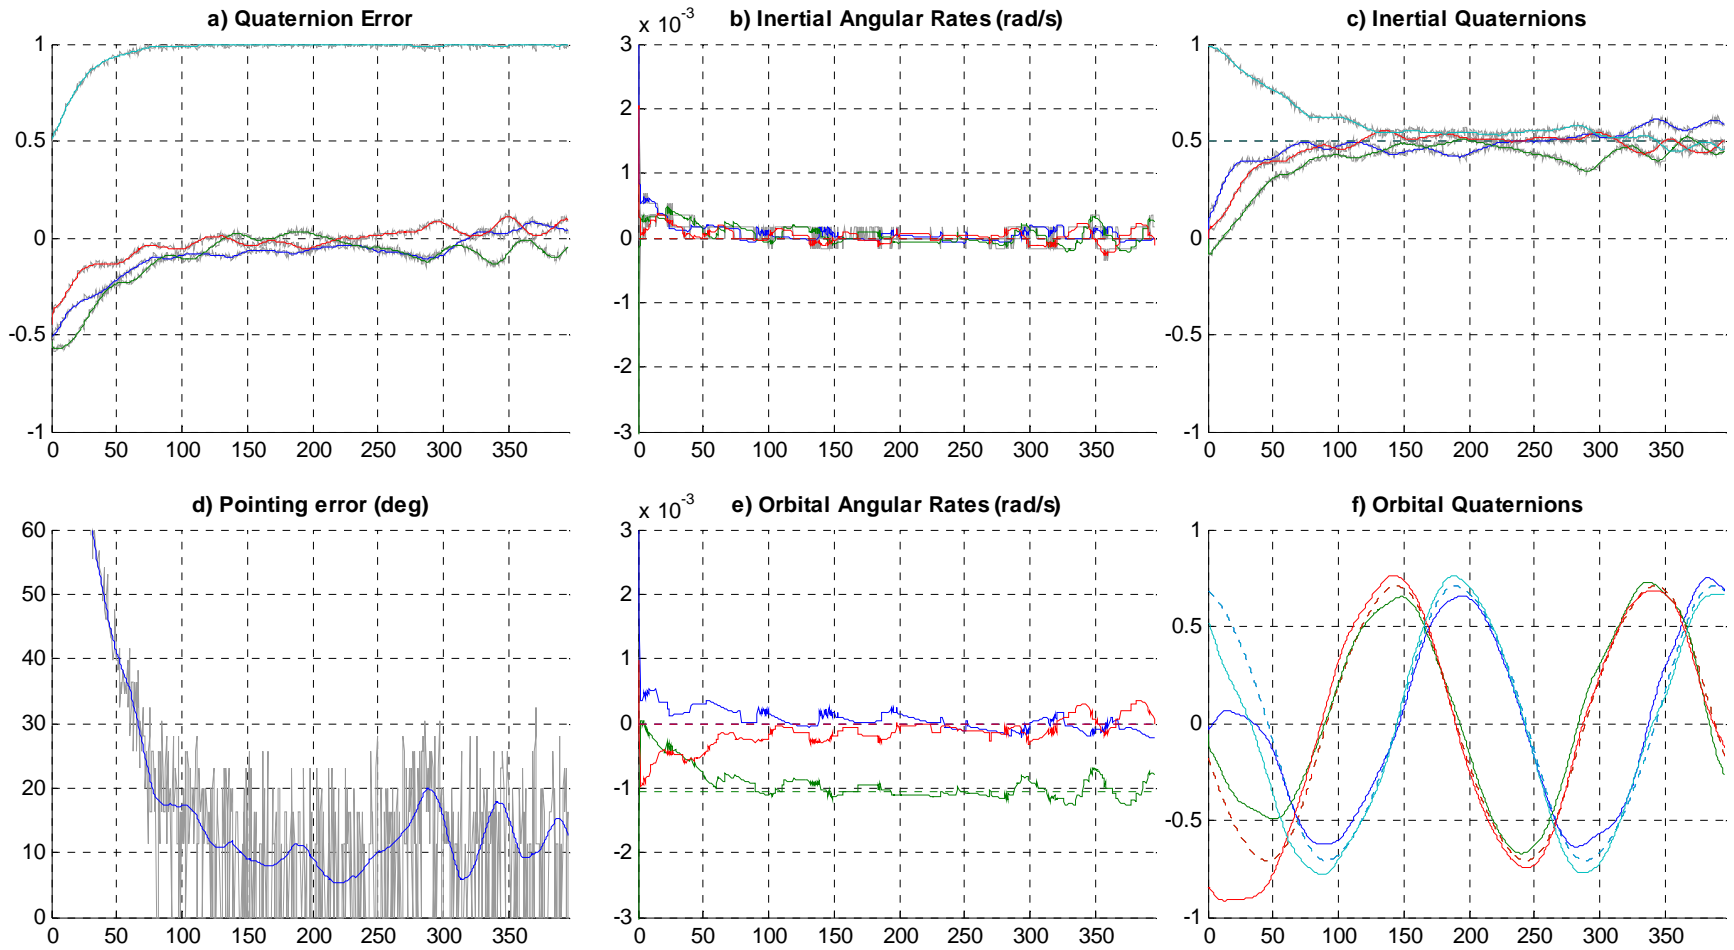 a) Quaternion Error
1
0.5
0
-0.5
-1
0 50 100 150 200 250 300 350
b) Inertial Angular Rates (rad/s)
x 10^-3
3
2
1
0
-1
-2
-3
0 50 100 150 200 250 300 350
c) Inertial Quaternions
1
0.5
0
-0.5
-1
0 50 100 150 200 250 300 350
d) Pointing error (deg)
60
50
40
30
20
10
0
0 50 100 150 200 250 300 350
e) Orbital Angular Rates (rad/s)
x 10^-3
3
2
1
0
-1
-2
-3
0 50 100 150 200 250 300 350
f) Orbital Quaternions
1
0.5
0
-0.5
-1
0 50 100 150 200 250 300 350